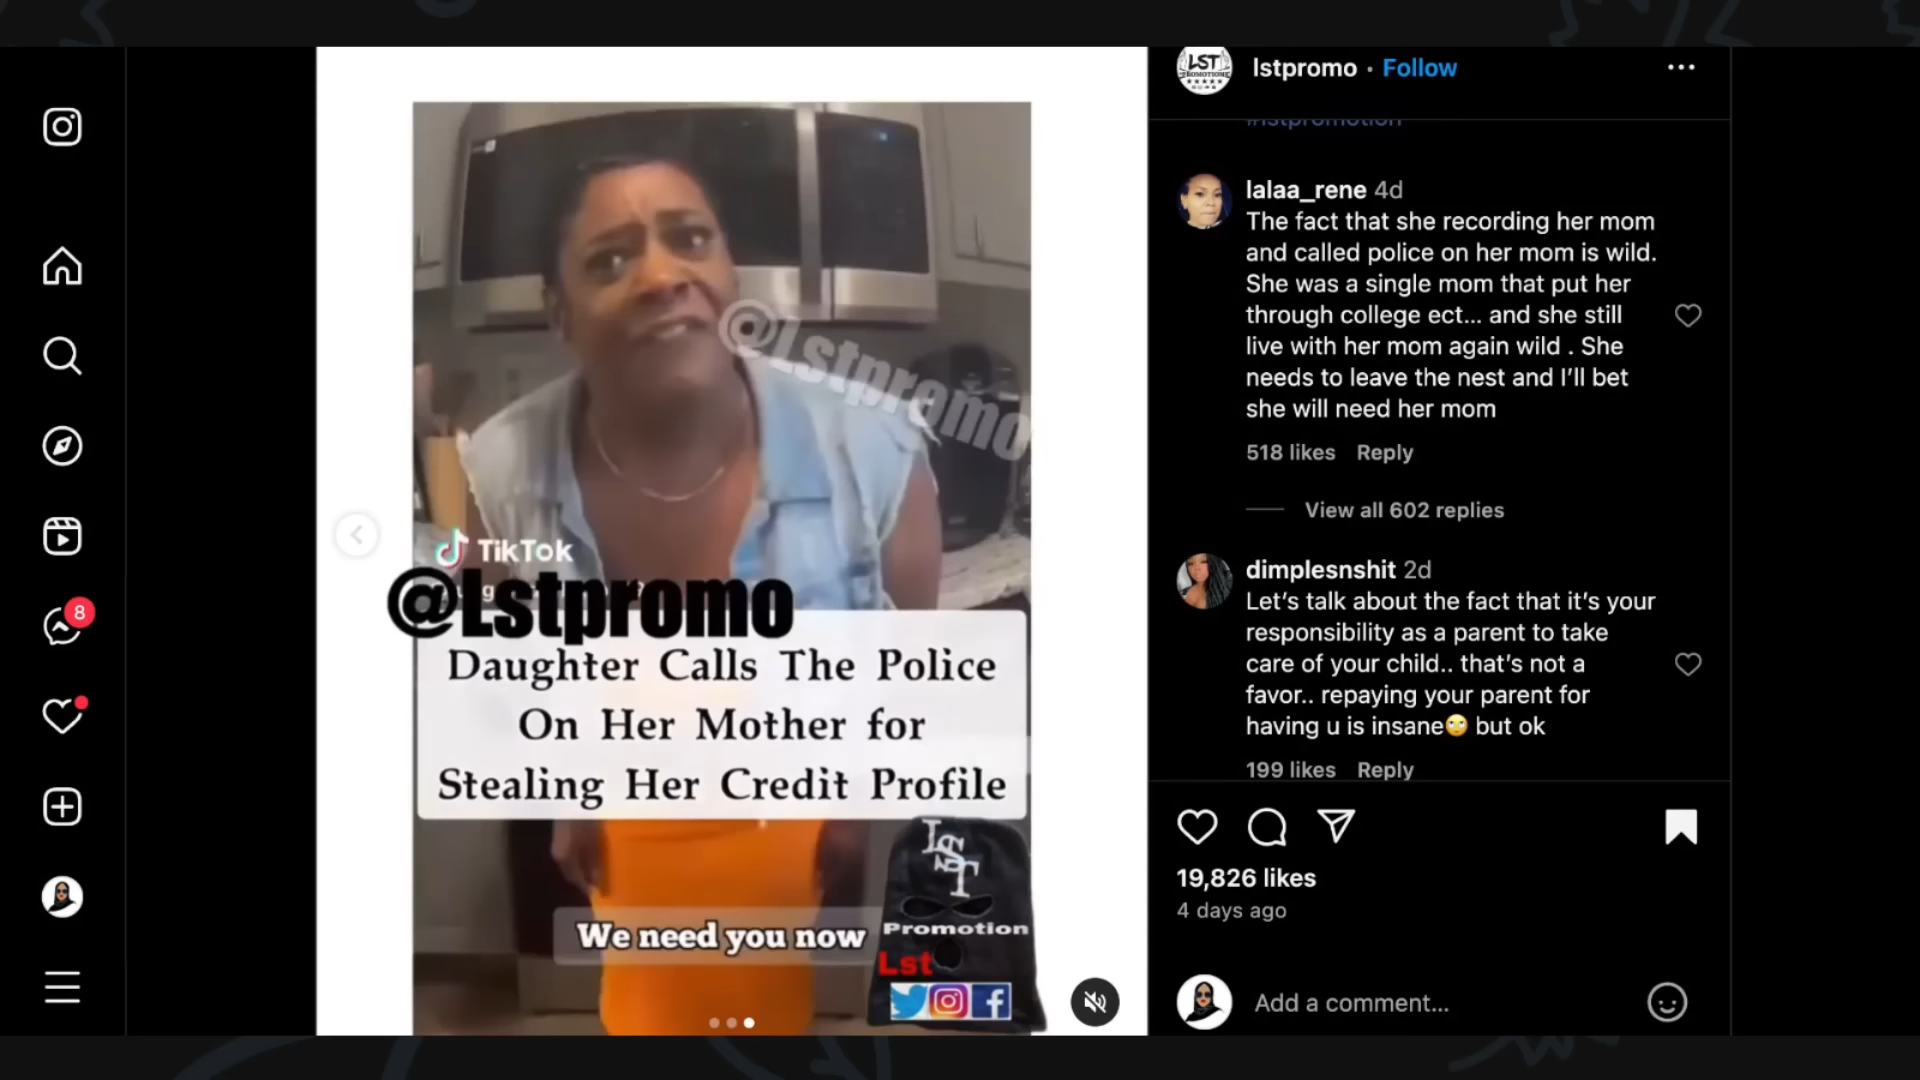 LST
PROMOTION
lstpromo · Follow
#lstpromotion
lalaa_rene 4d
The fact that she recording her mom
and called police on her mom is wild.
She was a single mom that put her
through college ect... and she still
live with her mom again wild . She
needs to leave the nest and I'll bet
she will need her mom
518 likes Reply
View all 602 replies
dimplesnshit 2d
Let's talk about the fact that it's your
responsibility as a parent to take
care of your child.. that's not a
favor.. repaying your parent for
having u is insane🙄 but ok
199 likes Reply
19,826 likes
4 days ago
Add a comment...
8
@Lstpromo
TikTok
@Lstpromo
Daughter Calls The Police
On Her Mother for
Stealing Her Credit Profile
We need you now
LST
Promotion
Lst